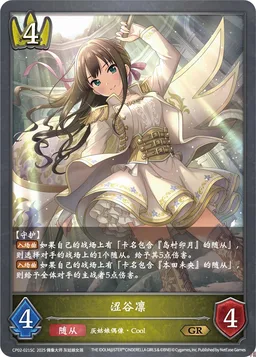 4
【守护】
入场曲 如果自己的战场上有『卡名包含『岛村卯月』的随从』,
则选择对手的战场上的1个随从。给予其5点伤害。
入场曲 如果自己的战场上有『卡名包含『本田未央』的随从』,
则给予全体对手的主战者5点伤害。
涩谷凛
4
随从
灰姑娘偶像・Cool
GR
4